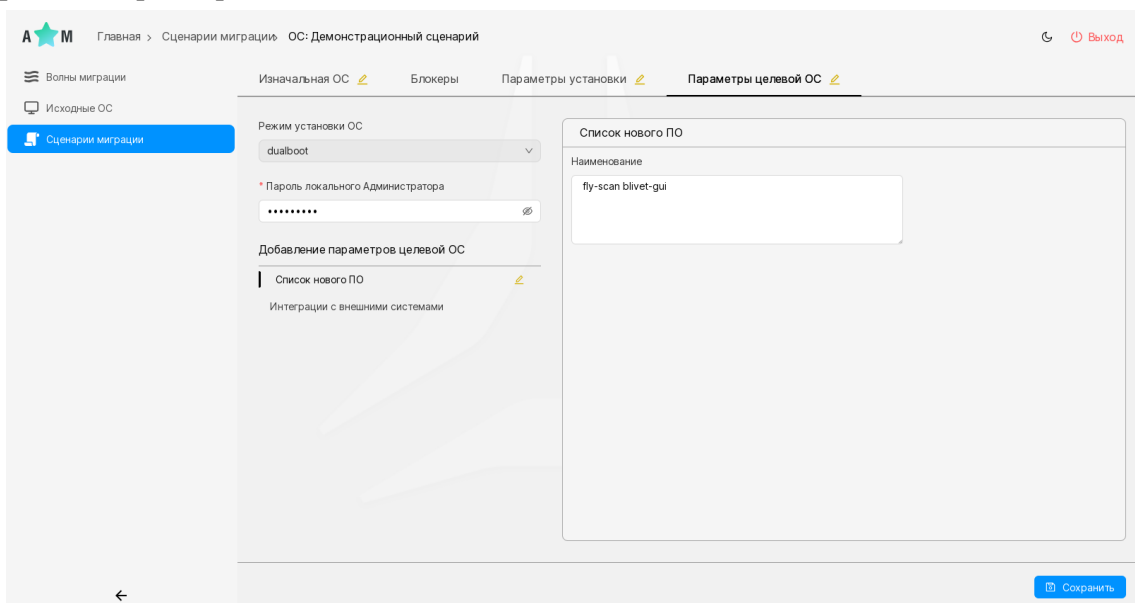 А М Главная > Сценарии миграции > ОС: Демонстрационный сценарий Выход
Волны миграции
Исходные ОС
Сценарии миграции
Изначальная ОС Блокеры Параметры установки Параметры целевой ОС
Режим установки ОС
dualboot
* Пароль локального Администратора
•••••••••
Добавление параметров целевой ОС
Список нового ПО
Интеграции с внешними системами
Список нового ПО
Наименование
fly-scan blivet-gui
Сохранить